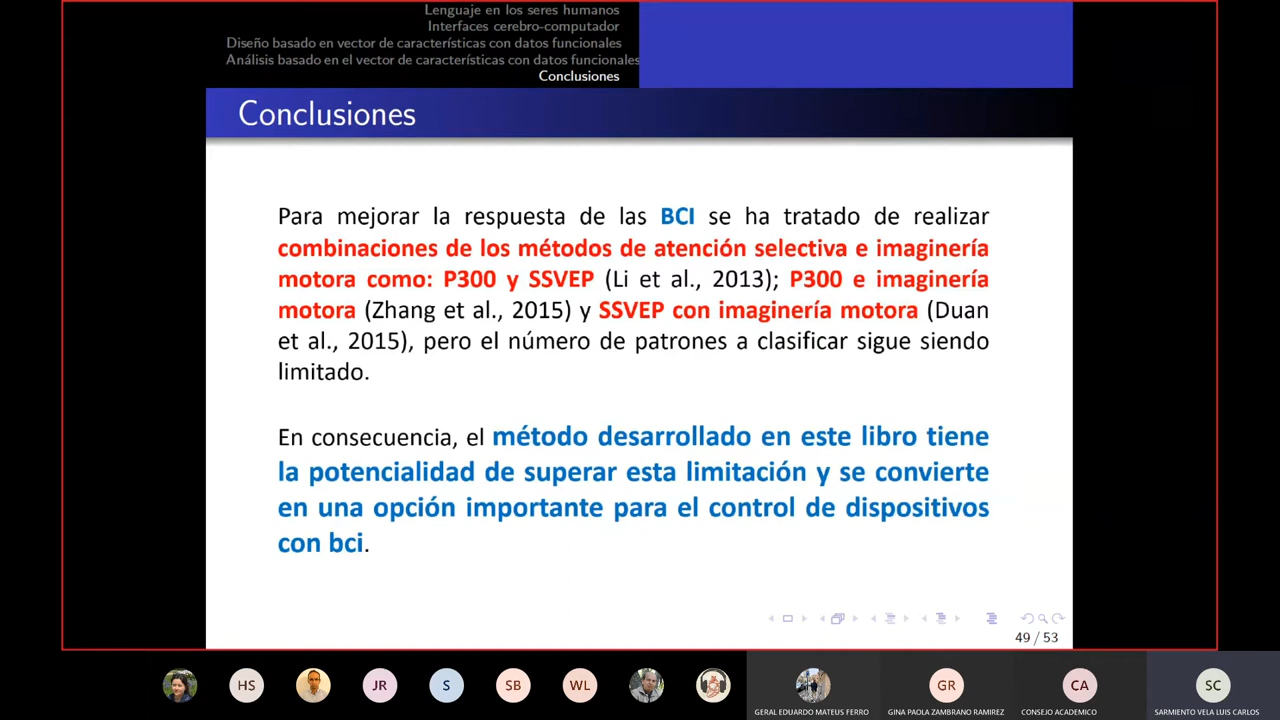 Lenguaje en los seres humanos
Interfaces cerebro-computador
Diseño basado en vector de características con datos funcionales
Análisis basado en el vector de características con datos funcionales
Conclusiones
Conclusiones
Para mejorar la respuesta de las BCI se ha tratado de realizar
combinaciones de los métodos de atención selectiva e imaginería
motora como: P300 y SSVEP (Li et al., 2013); P300 e imaginería
motora (Zhang et al., 2015) y SSVEP con imaginería motora (Duan
et al., 2015), pero el número de patrones a clasificar sigue siendo
limitado.
En consecuencia, el método desarrollado en este libro tiene
la potencialidad de superar esta limitación y se convierte
en una opción importante para el control de dispositivos
con bci.
49 / 53
HS
JR
S
SB
WL
GR
CA
SC
GERAL EDUARDO MATEUS FERRO
GINA PAOLA ZAMBRANO RAMIREZ
CONSEJO ACADEMICO
SARMIENTO VELA LUIS CARLOS